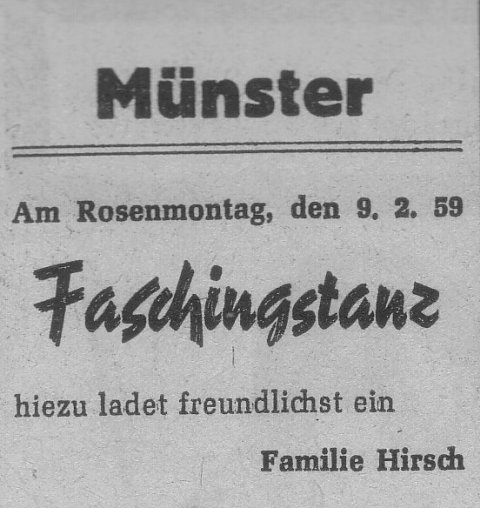 Münster
Am Rosenmontag, den 9. 2. 59
Faschingstanz
hiezu ladet freundlichst ein
Familie Hirsch